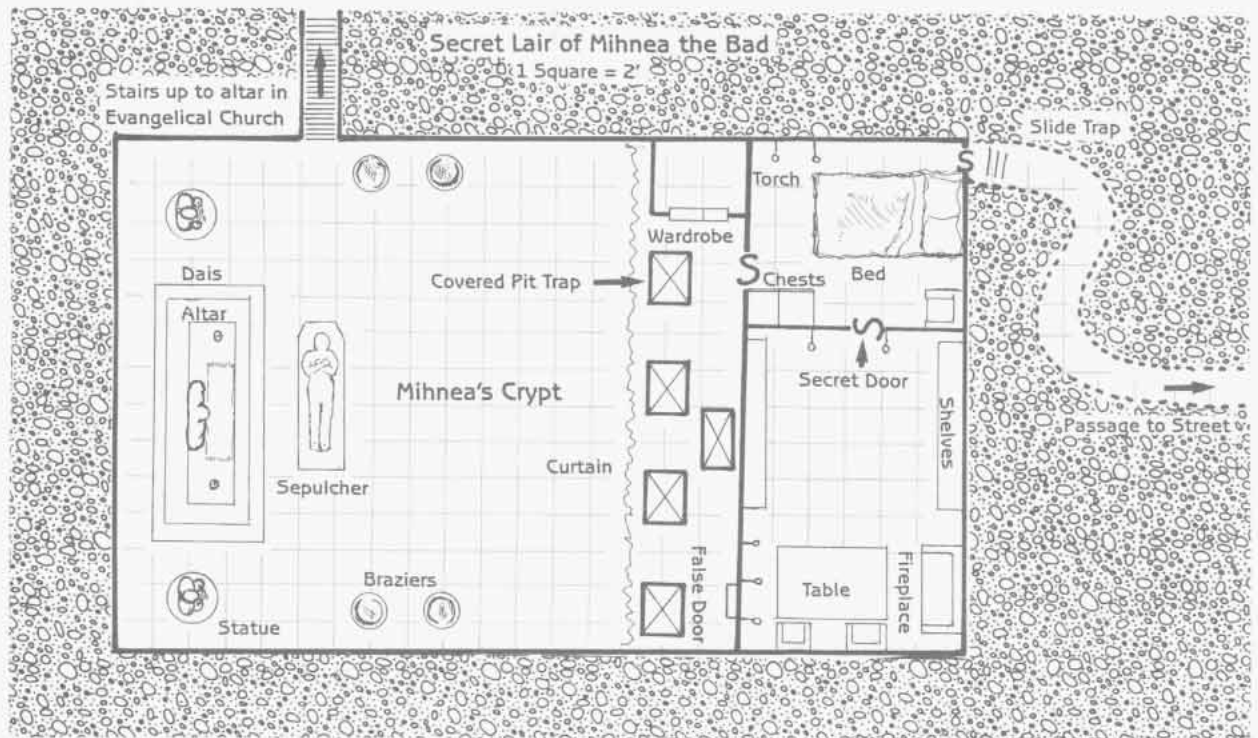 Secret Lair of Mihnea the Bad
1 Square = 2'
Stairs up to altar in
Evangelical Church
Slide Trap
S
Torch
Wardrobe
Dais
Covered Pit Trap
S
Chests
Bed
Altar
S
Mihnea's Crypt
Secret Door
Shelves
Passage to Street
Curtain
Sepulcher
False Door
Braziers
Table
Fireplace
Statue